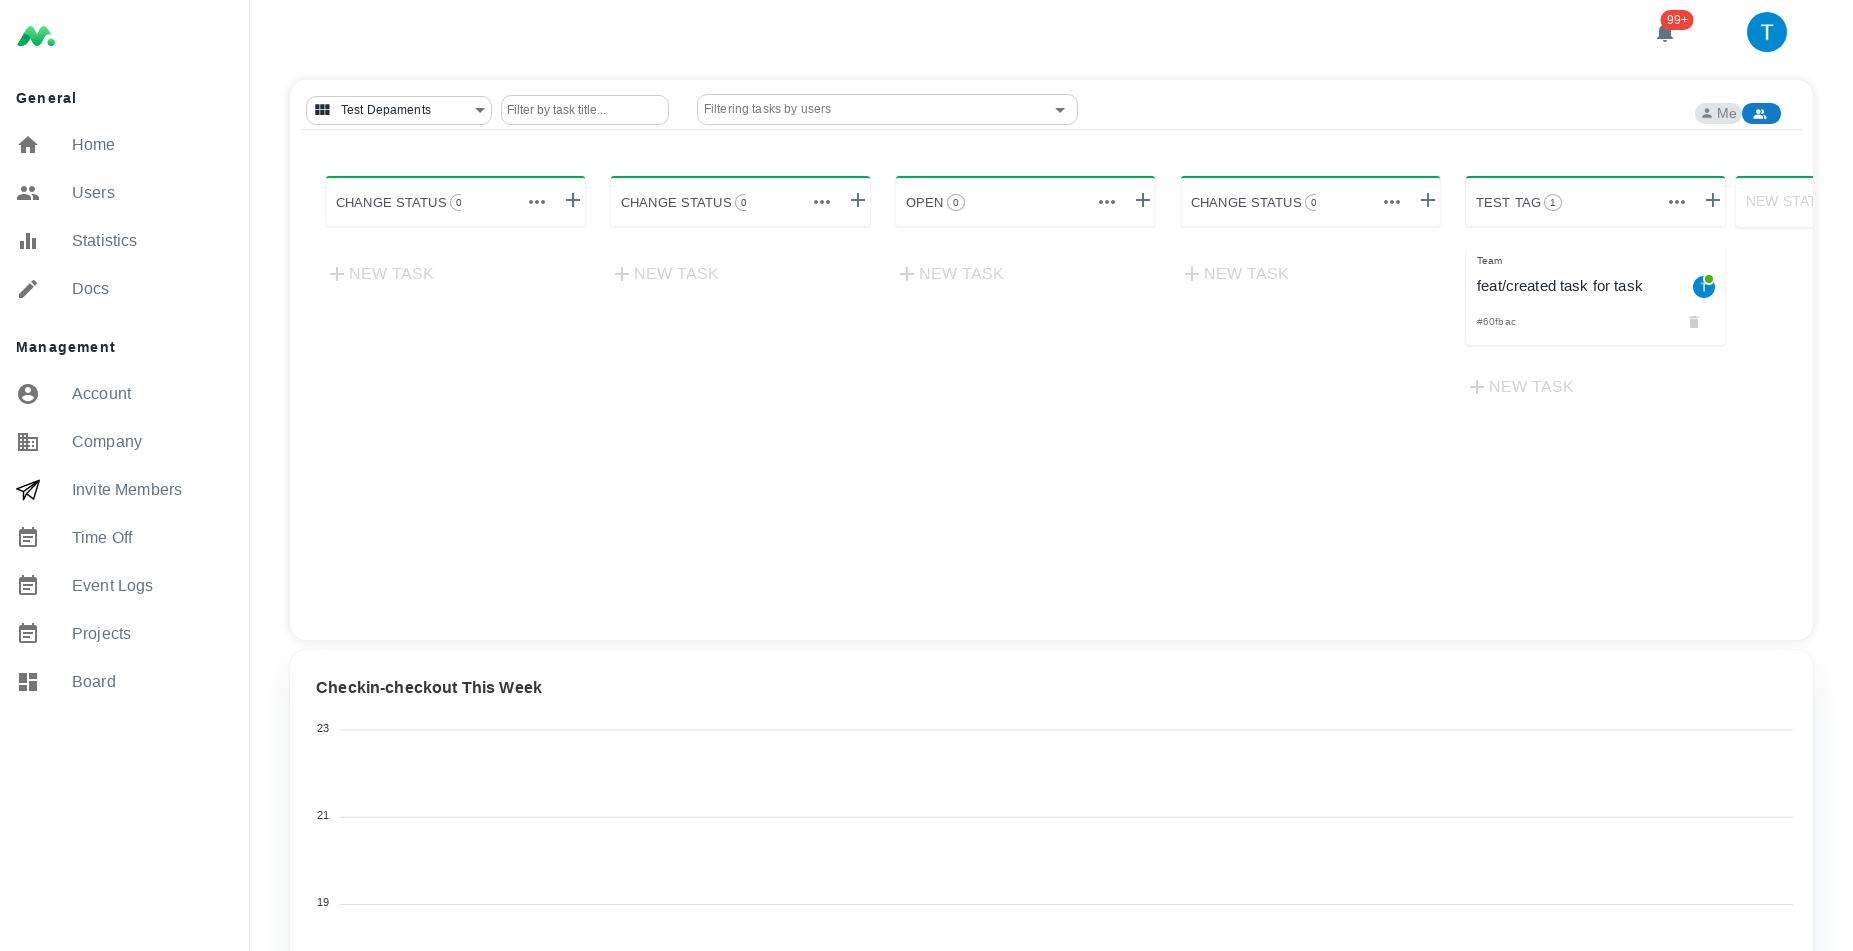 99+
T
General
Home
Users
Statistics
Docs
Management
Account
Company
Invite Members
Time Off
Event Logs
Projects
Board
Test Depaments
Filter by task title...
Filtering tasks by users
Me
CHANGE STATUS 0
CHANGE STATUS 0
OPEN 0
CHANGE STATUS 0
TEST TAG 1
NEW STAT
NEW TASK
NEW TASK
NEW TASK
NEW TASK
Team
feat/created task for task
T
#60fbac
NEW TASK
Checkin-checkout This Week
23
21
19